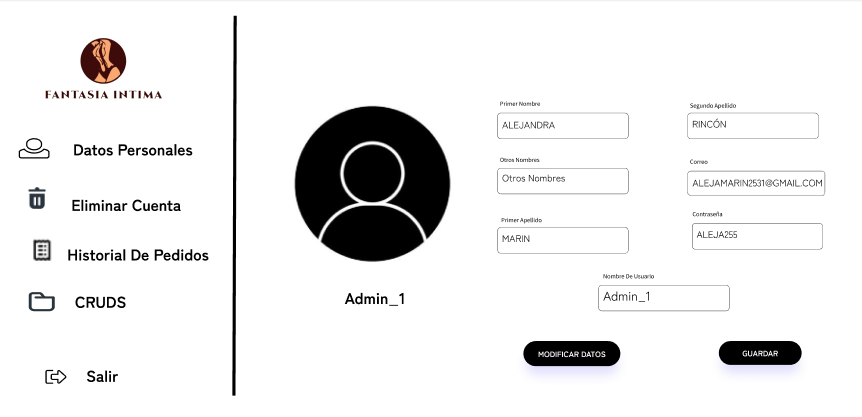 FANTASIA INTIMA
Datos Personales
Eliminar Cuenta
Historial De Pedidos
CRUDS
Salir
Admin_1
Primer Nombre
ALEJANDRA
Segundo Apellido
RINCÓN
Otros Nombres
Otros Nombres
Correo
ALEJAMARIN2531@GMAIL.COM
Primer Apellido
MARIN
Contraseña
ALEJA255
Nombre De Usuario
Admin_1
MODIFICAR DATOS
GUARDAR